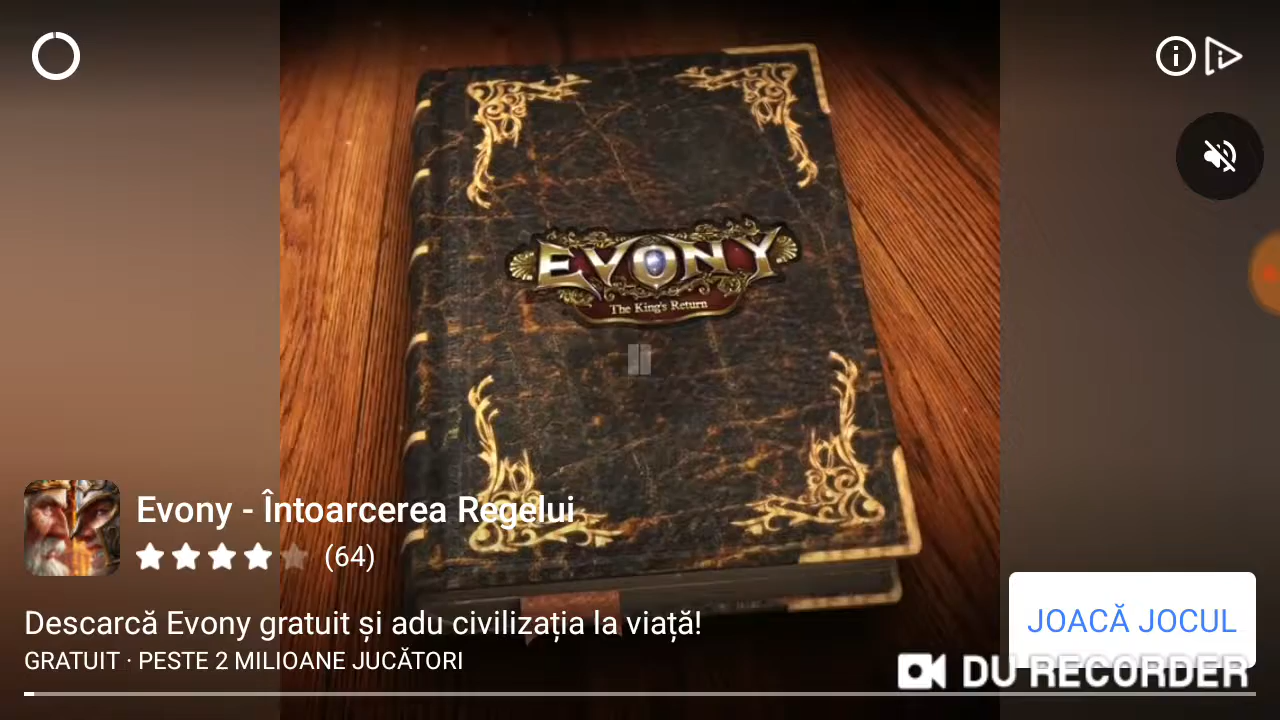 EVONY
The King's Return
Evony - Întoarcerea Regelui
(64)
Descarcă Evony gratuit și adu civilizația la viață!
GRATUIT · PESTE 2 MILIOANE JUCĂTORI
JOACĂ JOCUL
DU RECORDER